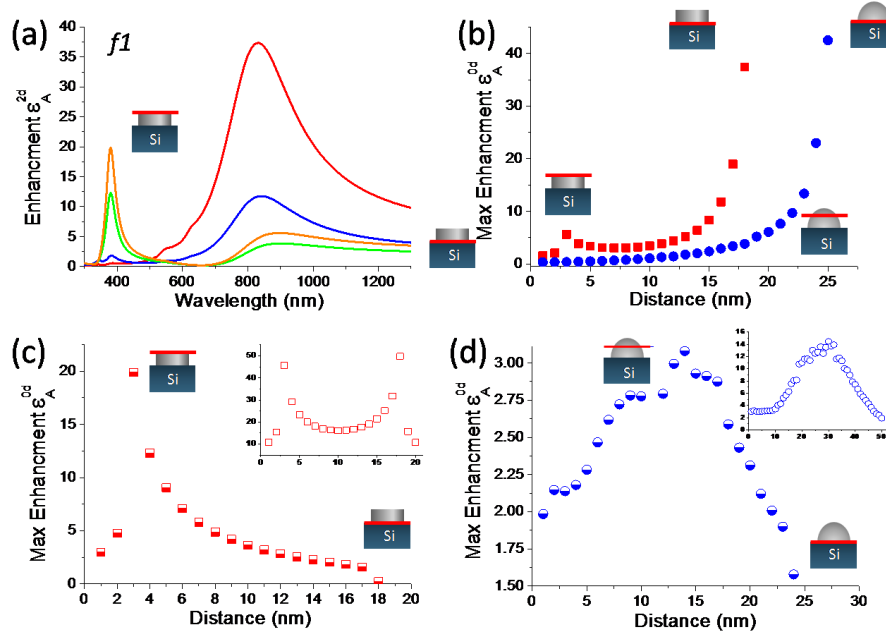 (a)
f1
Enhancment ε_A^2d
40
35
30
25
20
15
10
5
0
Si
Si
400 600 800 1000 1200
Wavelength (nm)
(b)
Max Enhancement ε_A^0d
40
30
20
10
0
Si
Si
Si
Si
0 5 10 15 20 25
Distance (nm)
(c)
Max Enhancement ε_A^0d
20
15
10
5
0
Si
Si
50
40
30
20
10
0 5 10 15 20
0 2 4 6 8 10 12 14 16 18 20
Distance (nm)
(d)
Max Enhancement ε_A^0d
3.00
2.75
2.50
2.25
2.00
1.75
1.50
Si
Si
16
14
12
10
8
6
4
2
0 10 20 30 40 50
0 5 10 15 20 25 30
Distance (nm)